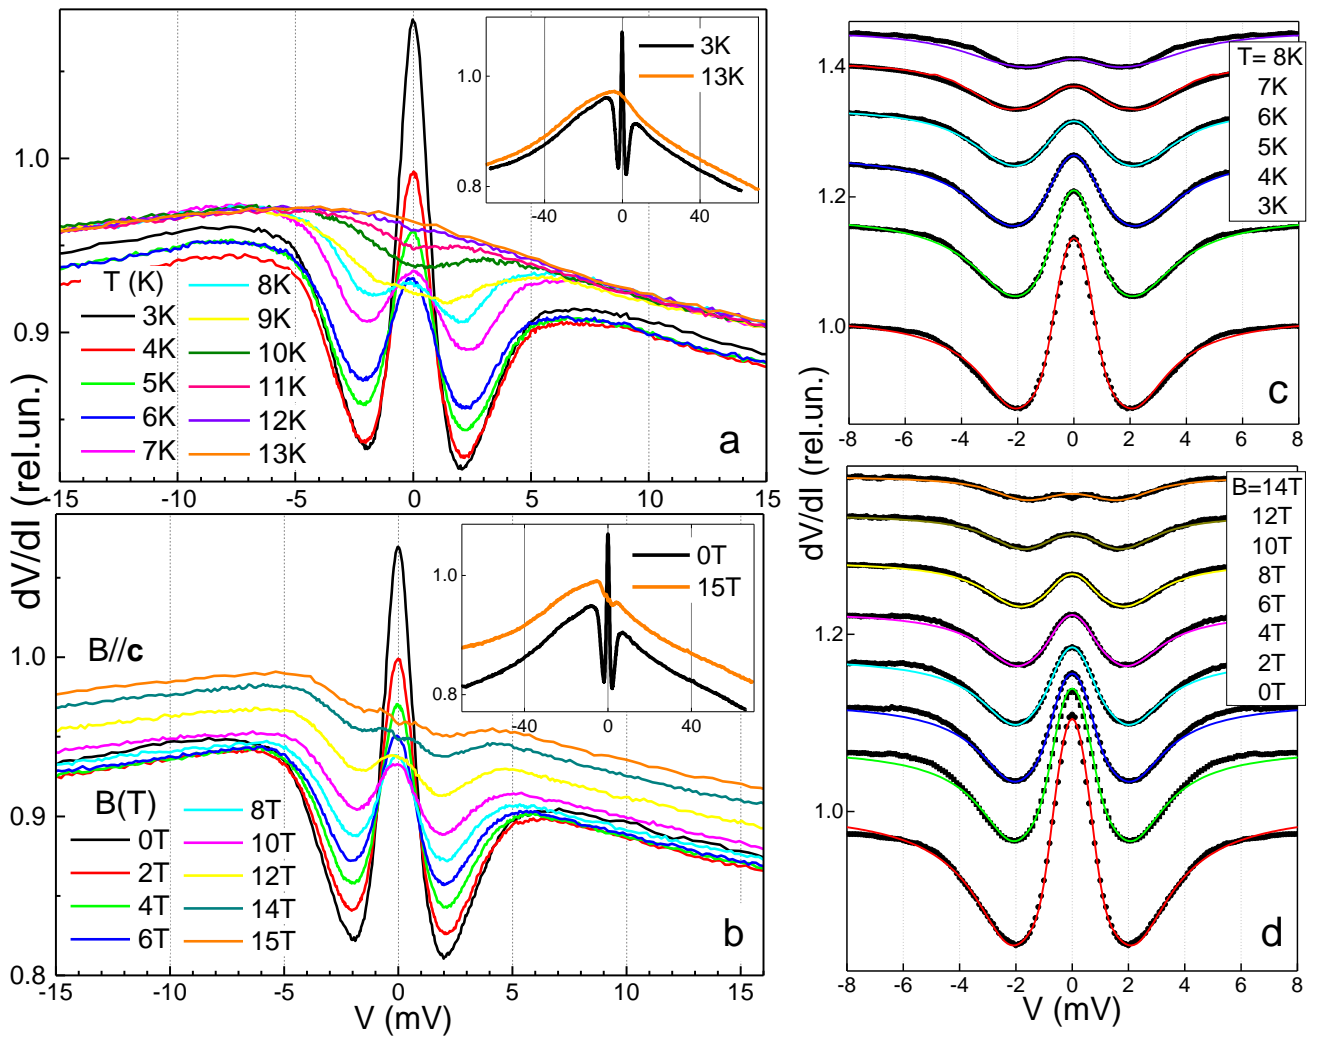 dV/dI (rel.un.)
1.0
0.9
T (K)
3K
4K
5K
6K
7K
8K
9K
10K
11K
12K
13K
a
-15
-10
-5
0
5
10
15
3K
13K
1.0
0.8
-40
0
40
B//c
1.0
0.9
0.8
B(T)
0T
2T
4T
6T
8T
10T
12T
14T
15T
b
-15
-10
-5
0
5
10
15
V (mV)
0T
15T
1.0
0.8
-40
0
40
dV/dI (rel.un.)
1.4
1.2
1.0
T= 8K
7K
6K
5K
4K
3K
c
-8
-6
-4
-2
0
2
4
6
8
1.2
1.0
B=14T
12T
10T
8T
6T
4T
2T
0T
d
-8
-6
-4
-2
0
2
4
6
8
V (mV)